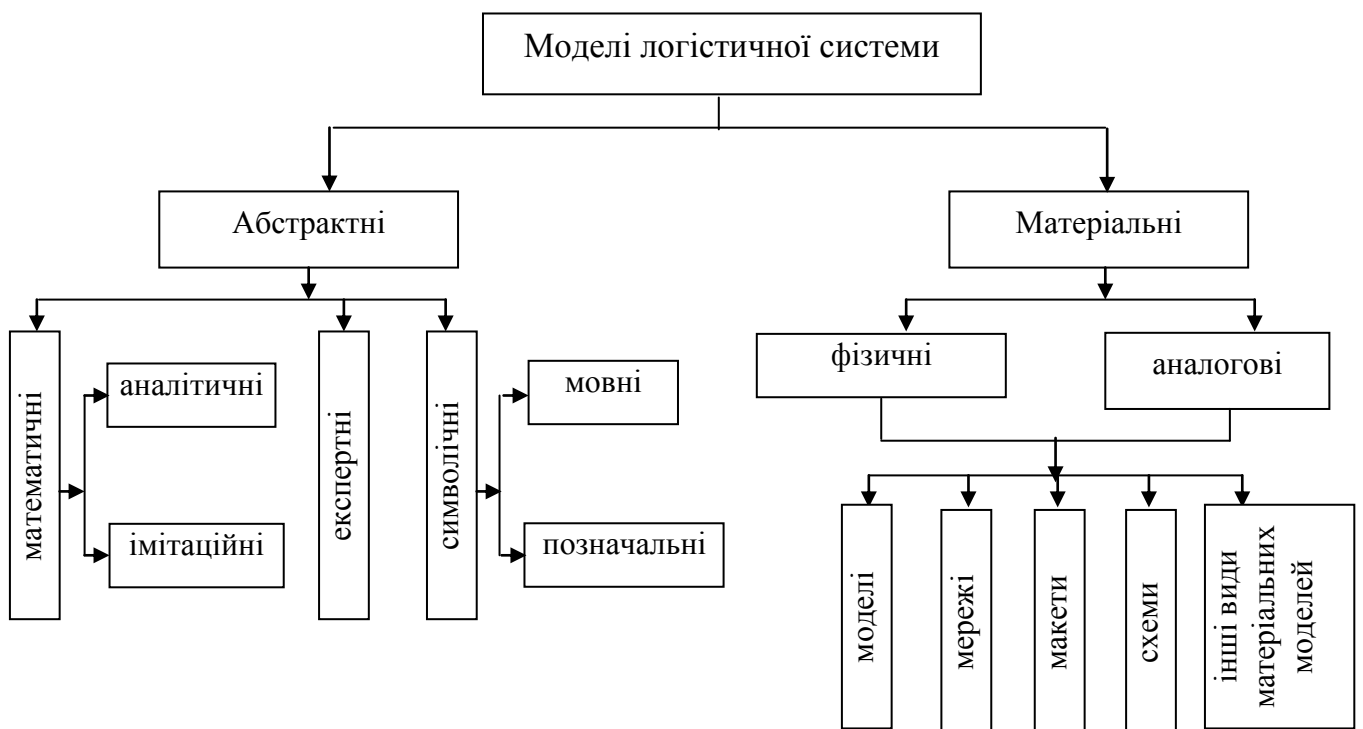 Моделі логістичної системи
Абстрактні
Матеріальні
математичні
аналітичні
імітаційні
експертні
символічні
мовні
позначальні
фізичні
аналогові
моделі
мережі
макети
схеми
інші види
матеріальних
моделей